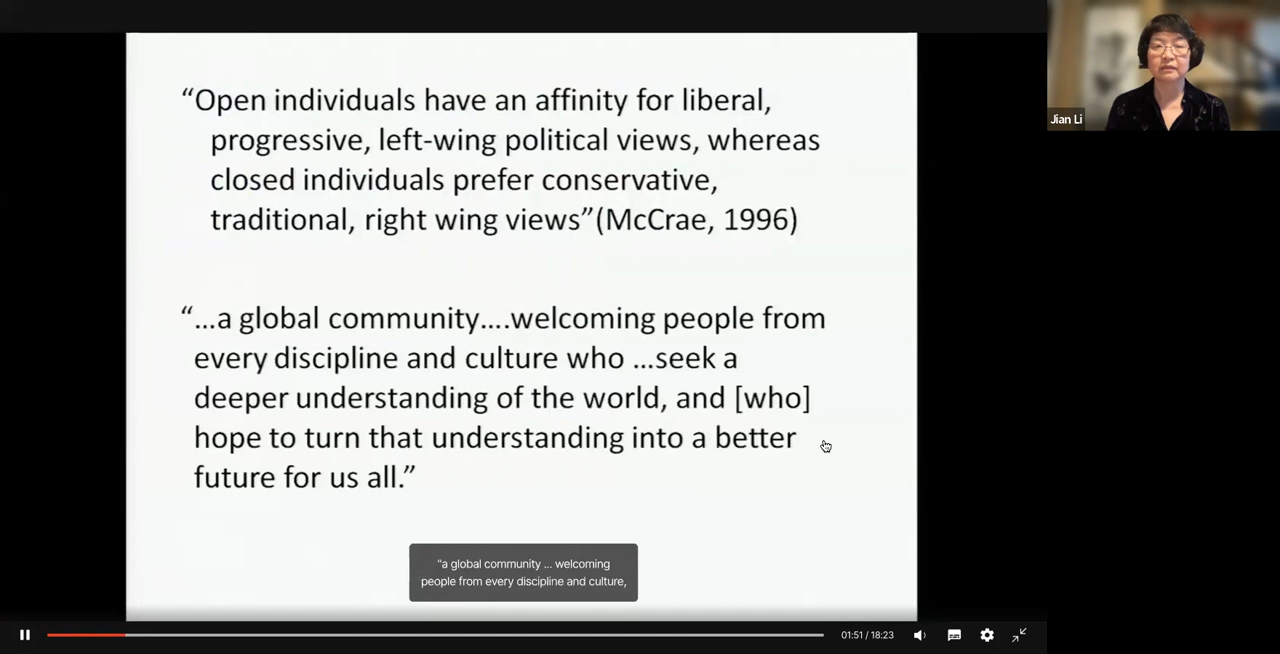 “Open individuals have an affinity for liberal,
progressive, left-wing political views, whereas
closed individuals prefer conservative,
traditional, right wing views”(McCrae, 1996)
“…a global community….welcoming people from
every discipline and culture who …seek a
deeper understanding of the world, and [who]
hope to turn that understanding into a better
future for us all.”
"a global community ... welcoming
people from every discipline and culture,
Jian Li
01:51 / 18:23